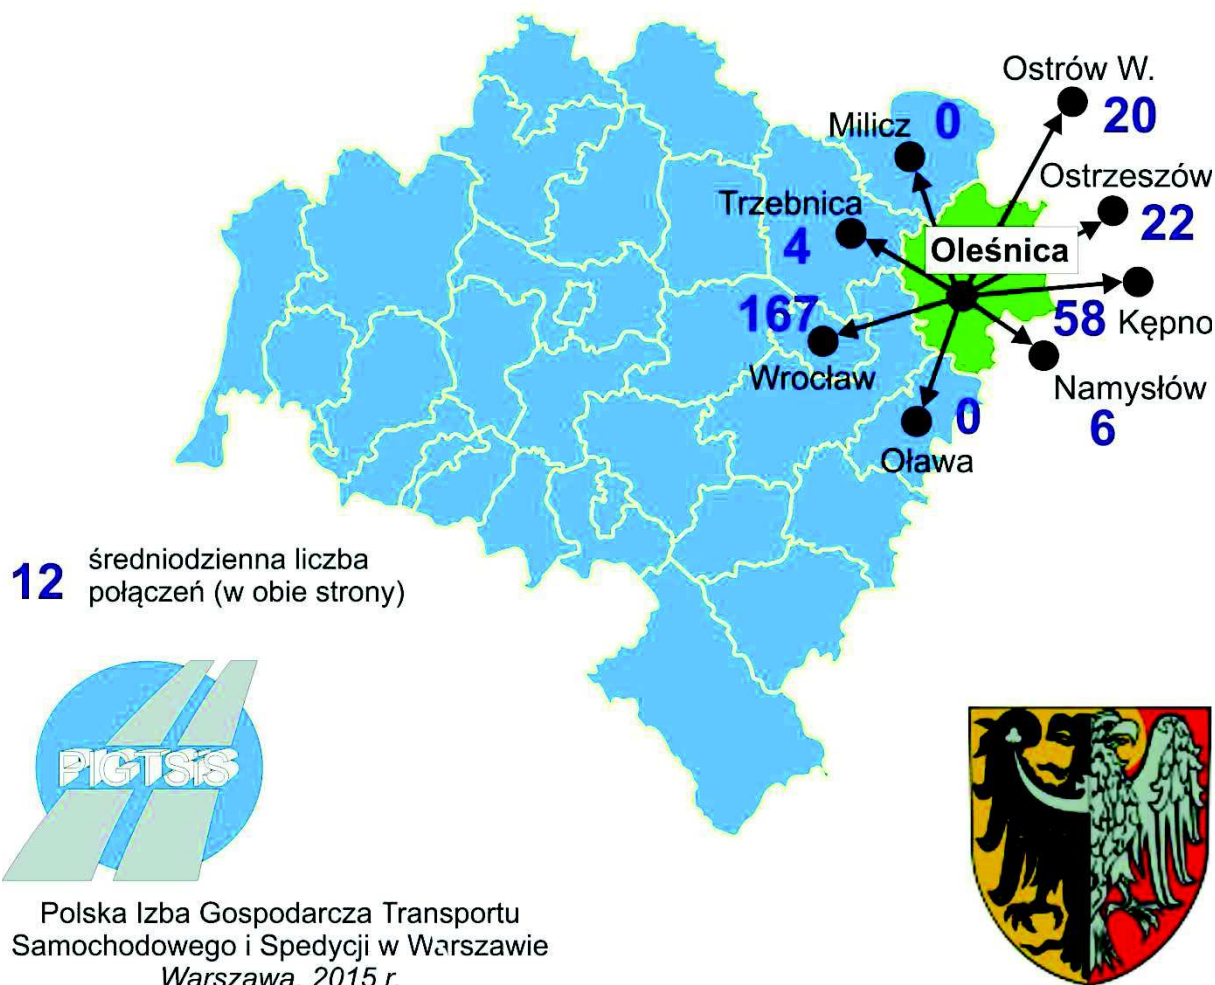 Ostrów W.
20
Milicz
0
Ostrzeszów
22
Trzebnica
4
Oleśnica
167
Wrocław
58
Kępno
Namysłów
6
0
Oława
12
średniodzienna liczba
połączeń (w obie strony)
PIGTSiS
Polska Izba Gospodarcza Transportu
Samochodowego i Spedycji w Warszawie
Warszawa, 2015 r.